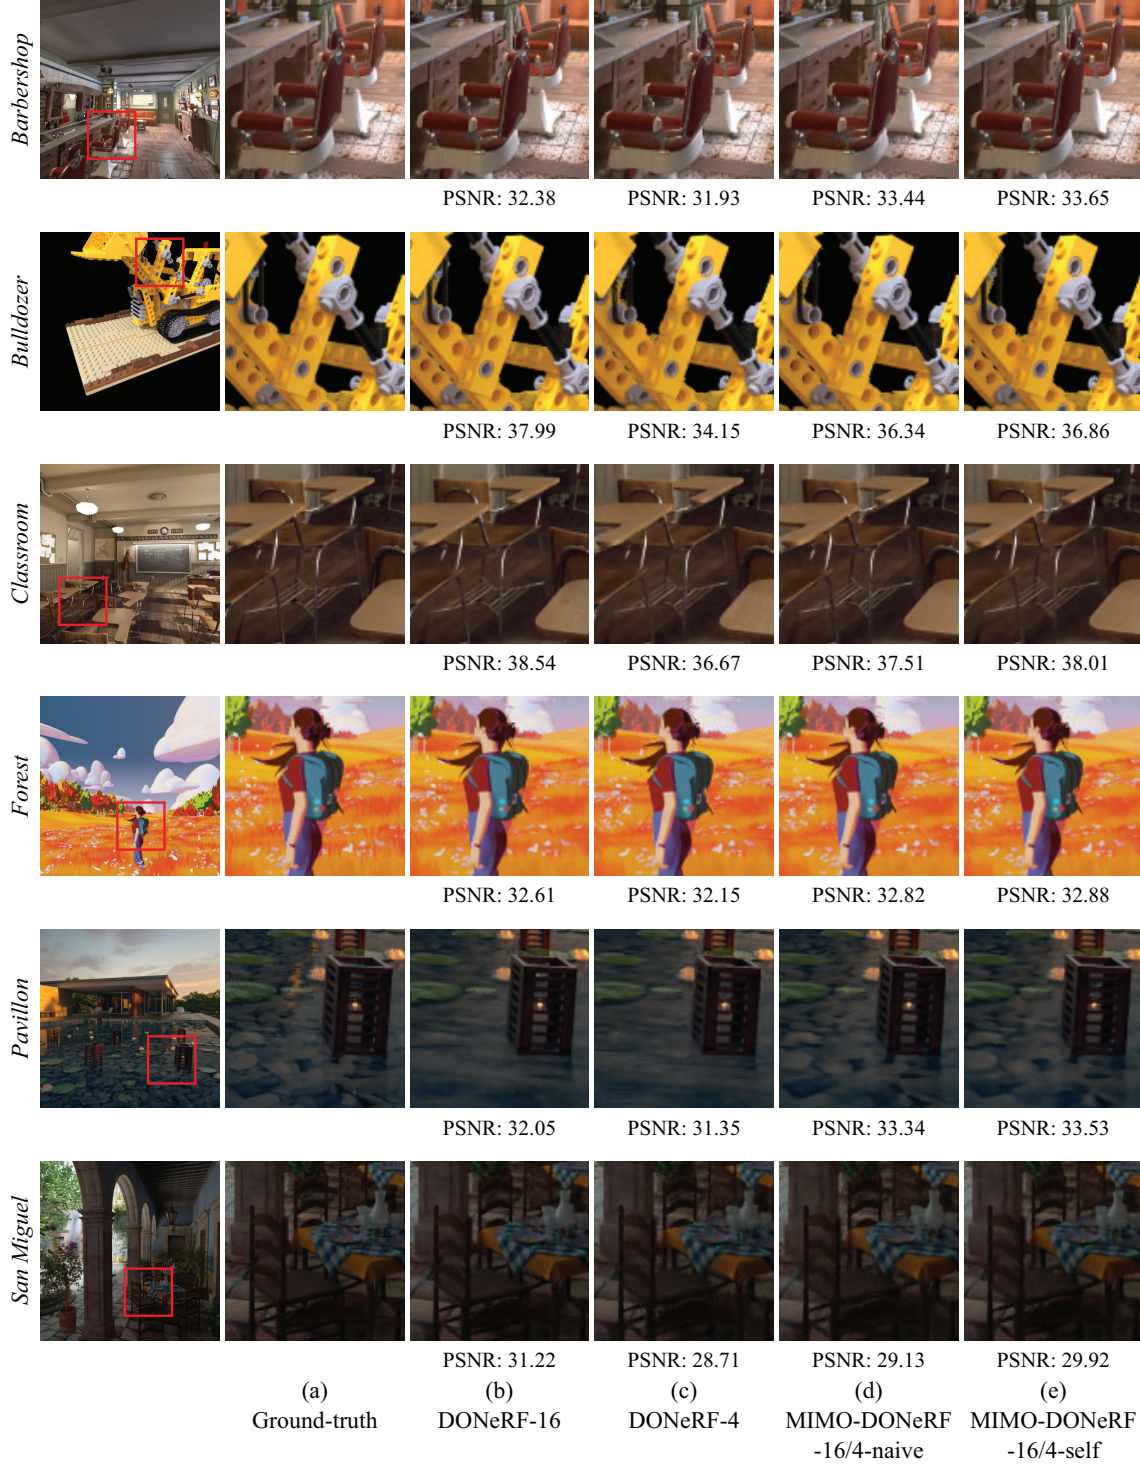 Barbershop
PSNR: 32.38
PSNR: 31.93
PSNR: 33.44
PSNR: 33.65
Bulldozer
PSNR: 37.99
PSNR: 34.15
PSNR: 36.34
PSNR: 36.86
Classroom
PSNR: 38.54
PSNR: 36.67
PSNR: 37.51
PSNR: 38.01
Forest
PSNR: 32.61
PSNR: 32.15
PSNR: 32.82
PSNR: 32.88
Pavillon
PSNR: 32.05
PSNR: 31.35
PSNR: 33.34
PSNR: 33.53
San Miguel
PSNR: 31.22
PSNR: 28.71
PSNR: 29.13
PSNR: 29.92
(a)
Ground-truth
(b)
DONeRF-16
(c)
DONeRF-4
(d)
MIMO-DONeRF
-16/4-naive
(e)
MIMO-DONeRF
-16/4-self